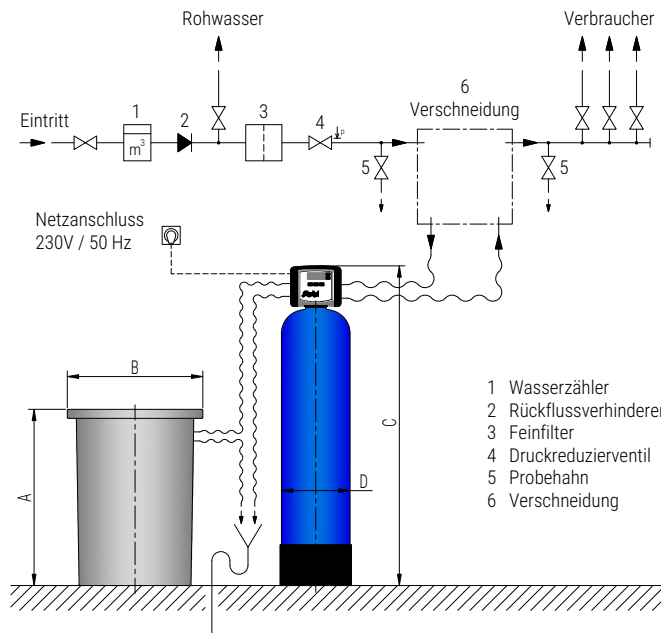 Rohwasser
Verbraucher
6
Verschneidung
Eintritt
1
2
3
4
m³
p
5
5
Netzanschluss
230V / 50 Hz
B
A
C
D
1 Wasserzähler
2 Rückflussverhinderer
3 Feinfilter
4 Druckreduzierventil
5 Probehahn
6 Verschneidung